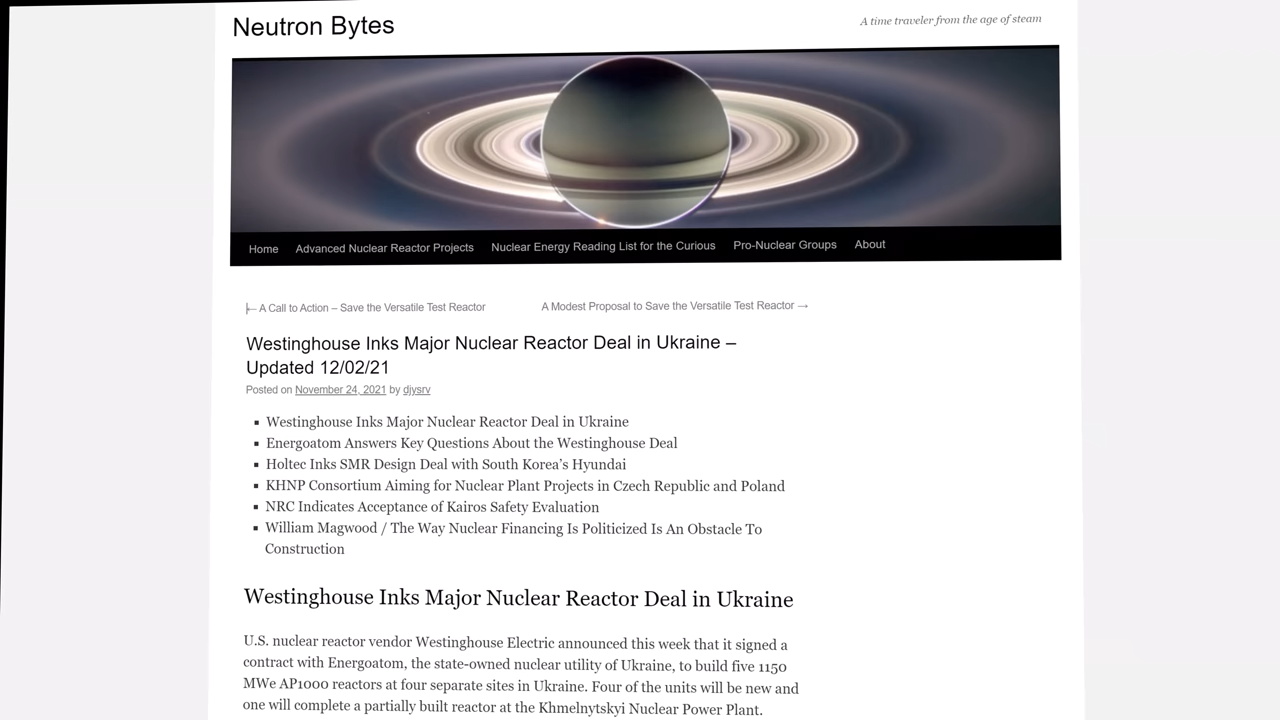 Neutron Bytes
A time traveler from the age of steam
Home Advanced Nuclear Reactor Projects Nuclear Energy Reading List for the Curious Pro-Nuclear Groups About
← A Call to Action – Save the Versatile Test Reactor
A Modest Proposal to Save the Versatile Test Reactor →
Westinghouse Inks Major Nuclear Reactor Deal in Ukraine –
Updated 12/02/21
Posted on November 24, 2021 by djysrv
▪ Westinghouse Inks Major Nuclear Reactor Deal in Ukraine
▪ Energoatom Answers Key Questions About the Westinghouse Deal
▪ Holtec Inks SMR Design Deal with South Korea’s Hyundai
▪ KHNP Consortium Aiming for Nuclear Plant Projects in Czech Republic and Poland
▪ NRC Indicates Acceptance of Kairos Safety Evaluation
▪ William Magwood / The Way Nuclear Financing Is Politicized Is An Obstacle To
Construction
Westinghouse Inks Major Nuclear Reactor Deal in Ukraine
U.S. nuclear reactor vendor Westinghouse Electric announced this week that it signed a
contract with Energoatom, the state-owned nuclear utility of Ukraine, to build five 1150
MWe AP1000 reactors at four separate sites in Ukraine. Four of the units will be new and
one will complete a partially built reactor at the Khmelnytskyi Nuclear Power Plant.